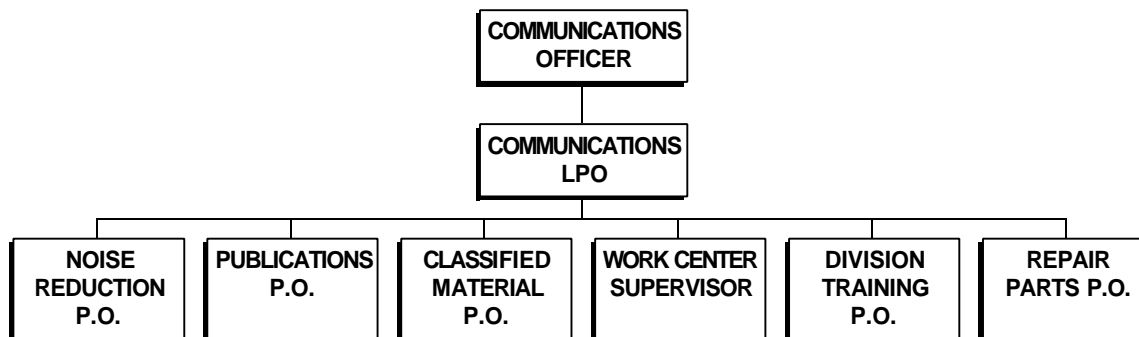 COMMUNICATIONS
OFFICER
COMMUNICATIONS
LPO
NOISE
REDUCTION
P.O.
PUBLICATIONS
P.O.
CLASSIFIED
MATERIAL
P.O.
WORK CENTER
SUPERVISOR
DIVISION
TRAINING
P.O.
REPAIR
PARTS P.O.